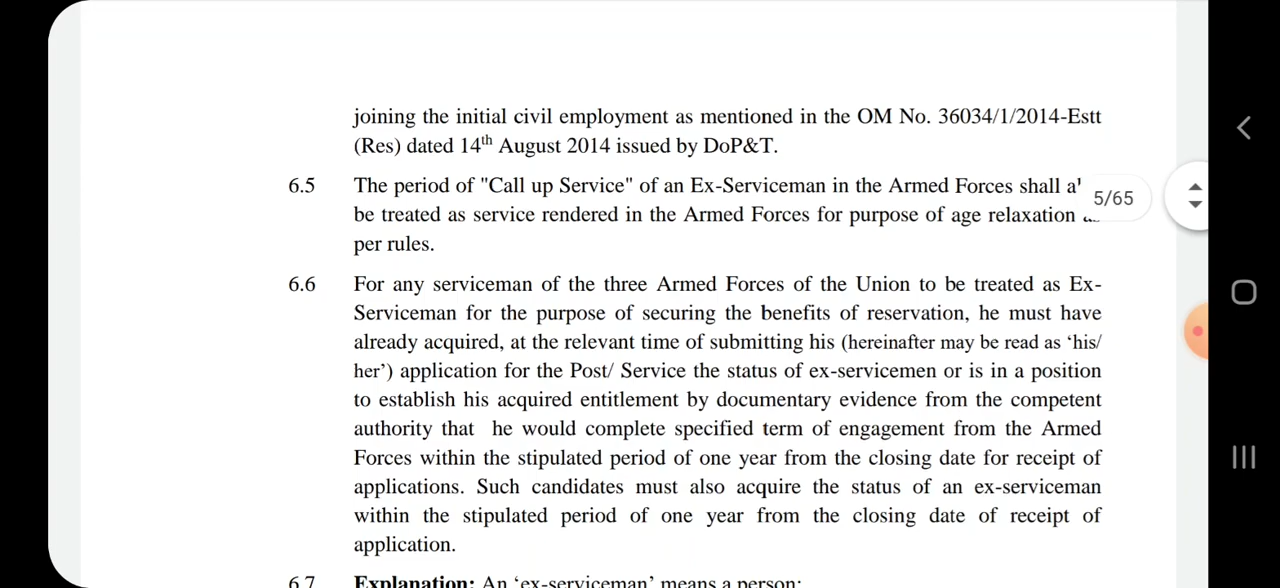 joining the initial civil employment as mentioned in the OM No. 36034/1/2014-Estt
(Res) dated 14th August 2014 issued by DoP&T.
6.5 The period of "Call up Service" of an Ex-Serviceman in the Armed Forces shall
5/65
be treated as service rendered in the Armed Forces for purpose of age relaxation
per rules.
6.6 For any serviceman of the three Armed Forces of the Union to be treated as Ex-
Serviceman for the purpose of securing the benefits of reservation, he must have
already acquired, at the relevant time of submitting his (hereinafter may be read as ‘his/
her’) application for the Post/ Service the status of ex-servicemen or is in a position
to establish his acquired entitlement by documentary evidence from the competent
authority that he would complete specified term of engagement from the Armed
Forces within the stipulated period of one year from the closing date for receipt of
applications. Such candidates must also acquire the status of an ex-serviceman
within the stipulated period of one year from the closing date of receipt of
application.
6.7 Explanation: An ‘ex-serviceman’ means a person: